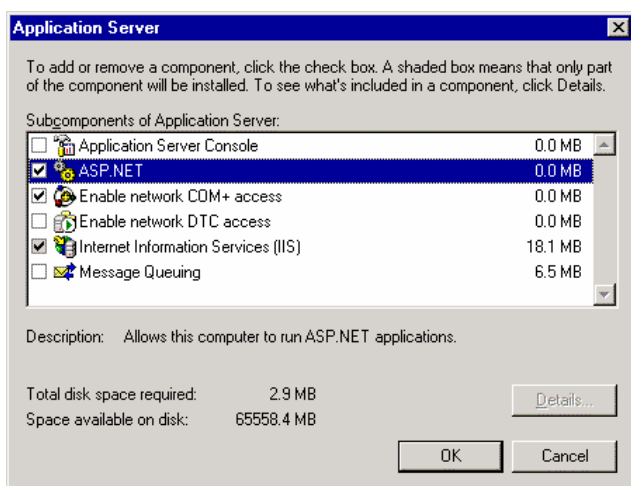 Application Server
To add or remove a component, click the check box. A shaded box means that only part
of the component will be installed. To see what's included in a component, click Details.
Subcomponents of Application Server:
Application Server Console 0.0 MB
ASP.NET 0.0 MB
Enable network COM+ access 0.0 MB
Enable network DTC access 0.0 MB
Internet Information Services (IIS) 18.1 MB
Message Queuing 6.5 MB
Description: Allows this computer to run ASP.NET applications.
Total disk space required: 2.9 MB
Details...
Space available on disk: 65558.4 MB
OK Cancel